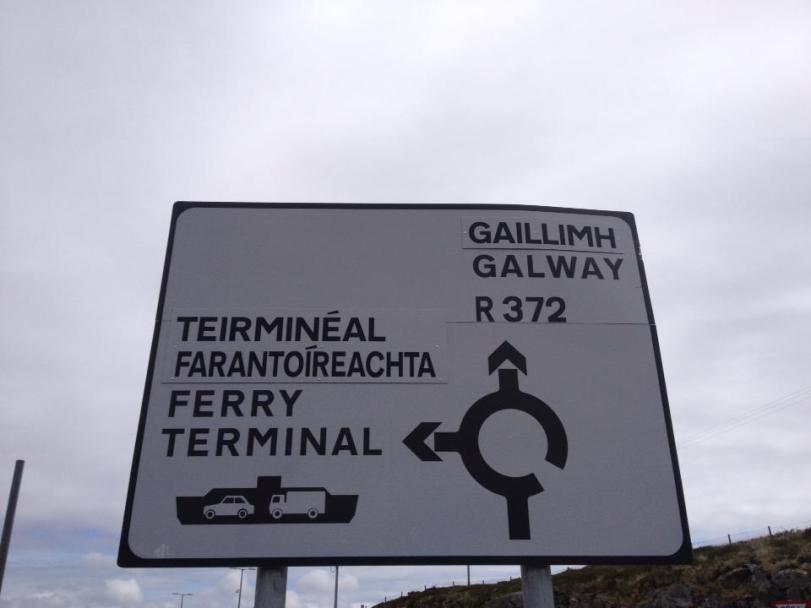 GAILLIMH
GALWAY
R 372
TEIRMINÉAL
FARANTOÍREACHTA
FERRY
TERMINAL